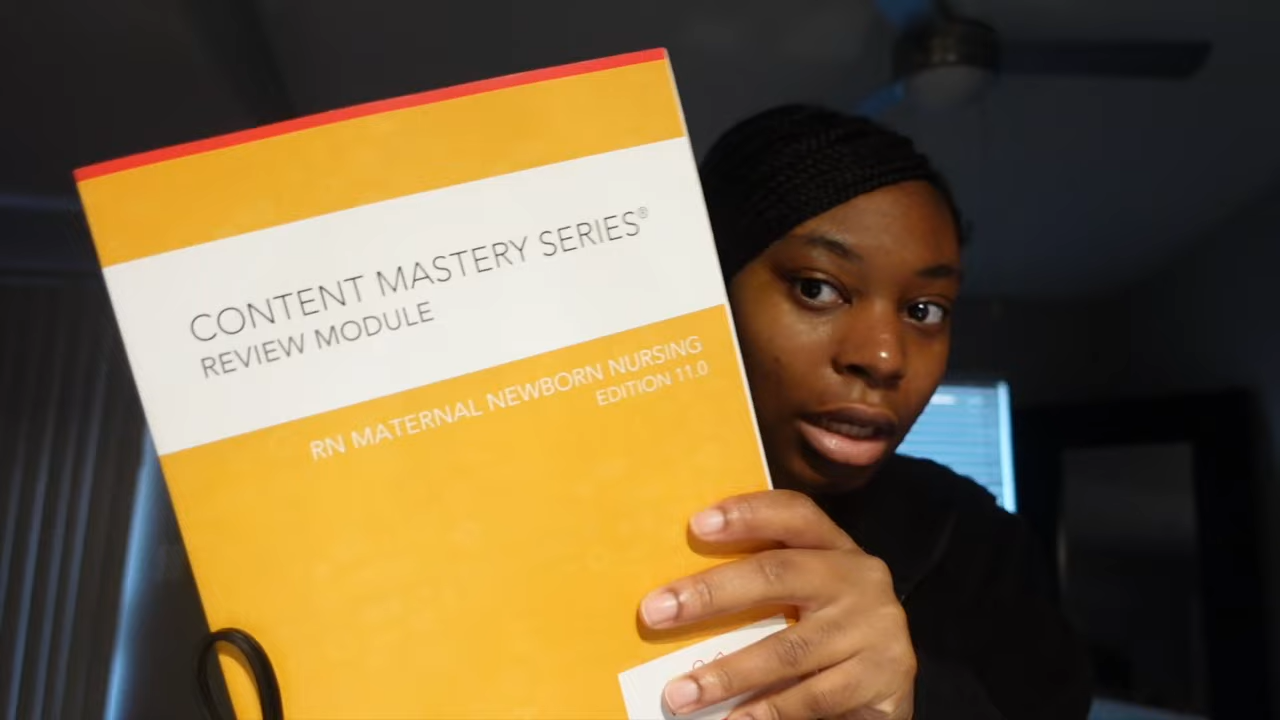 CONTENT MASTERY SERIES®
REVIEW MODULE
RN MATERNAL NEWBORN NURSING
EDITION 11.0